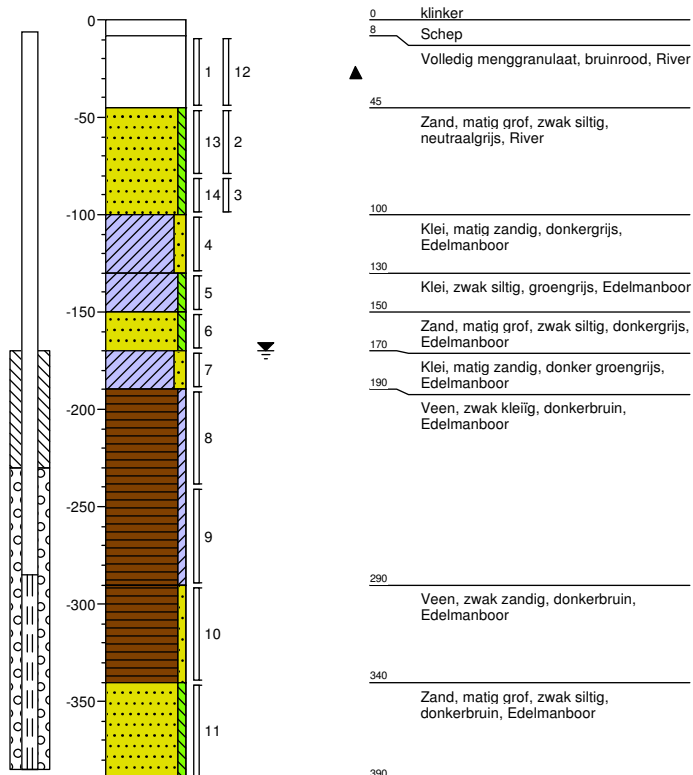 0
-50
-100
-150
-200
-250
-300
-350
1 12
13 2
14 3
4
5
6
7
8
9
10
11
0 klinker
8 Schep
Volledig menggranulaat, bruinrood, River
45
Zand, matig grof, zwak siltig,
neutraalgrijs, River
100
Klei, matig zandig, donkergrijs,
Edelmanboor
130
Klei, zwak siltig, groengrijs, Edelmanboor
150
Zand, matig grof, zwak siltig, donkergrijs,
Edelmanboor
170
Klei, matig zandig, donker groengrijs,
Edelmanboor
190
Veen, zwak kleiïg, donkerbruin,
Edelmanboor
290
Veen, zwak zandig, donkerbruin,
Edelmanboor
340
Zand, matig grof, zwak siltig,
donkerbruin, Edelmanboor
390